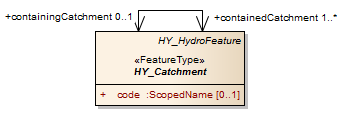 +containingCatchment 0..1
+containedCatchment 1..*
HY_HydroFeature
«FeatureType»
HY_Catchment
+ code :ScopedName [0..1]